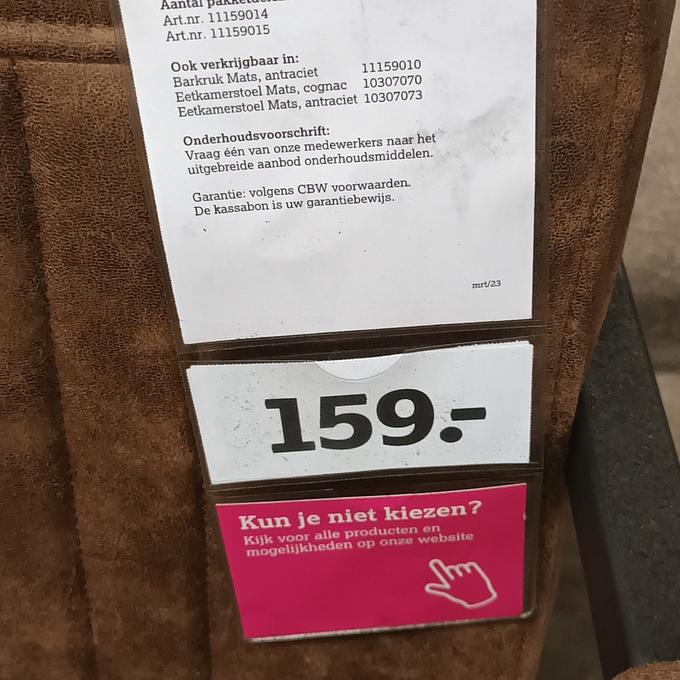 Aantal pakketdelen
Art.nr. 11159014
Art.nr. 11159015
Ook verkrijgbaar in:
Barkruk Mats, antraciet 11159010
Eetkamerstoel Mats, cognac 10307070
Eetkamerstoel Mats, antraciet 10307073
Onderhoudsvoorschrift:
Vraag één van onze medewerkers naar het
uitgebreide aanbod onderhoudsmiddelen.
Garantie: volgens CBW voorwaarden.
De kassabon is uw garantiebewijs.
mrt/23
159.-
Kun je niet kiezen?
Kijk voor alle producten en
mogelijkheden op onze website